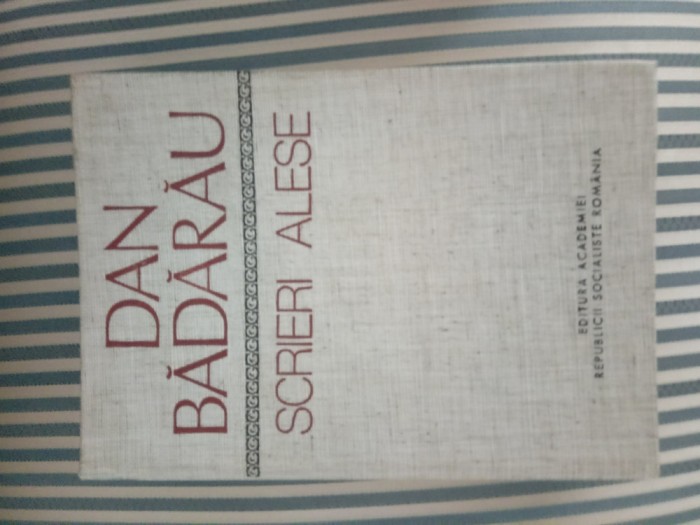 DAN
BĂDĂRĂU
SCRIERI ALESE
EDITURA ACADEMIEI
REPUBLICII SOCIALISTE ROMÂNIA